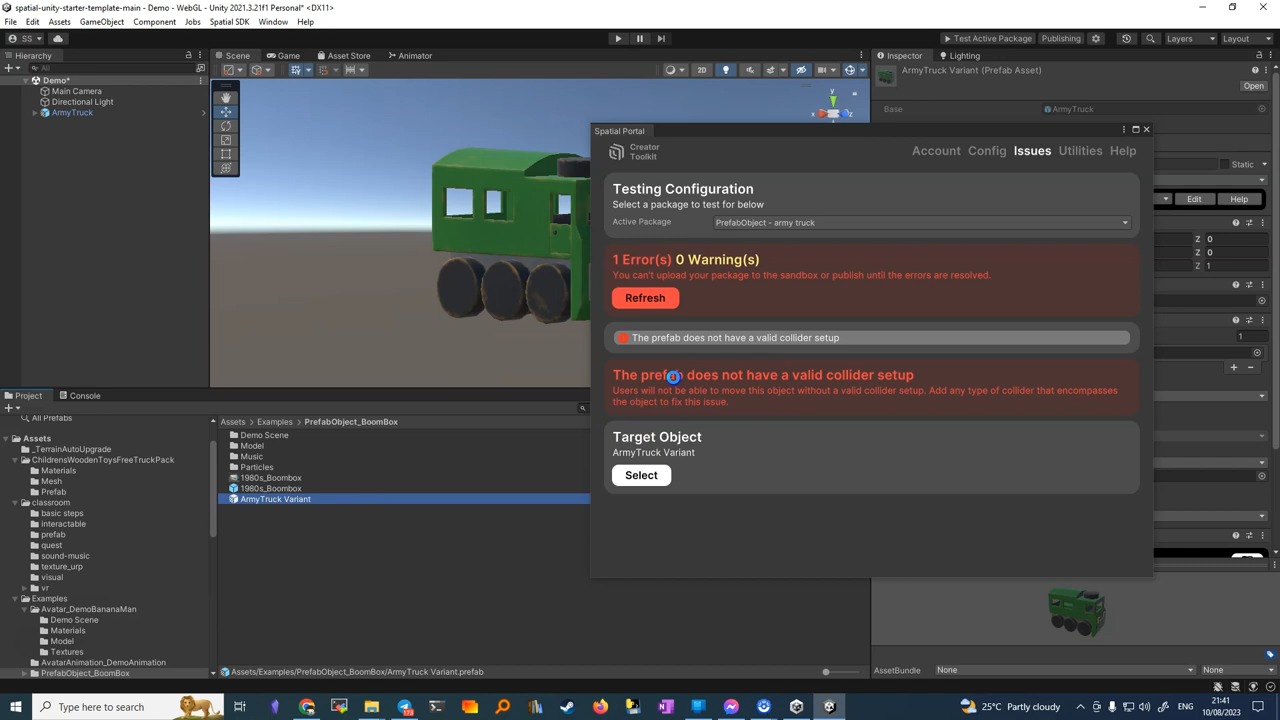 spatial-unity-starter-template-main - Demo - WebGL - Unity 2021.3.21f1 Personal* <DX11>
File Edit Assets GameObject Component Jobs Spatial SDK Window Help
SS
Test Active Package Publishing Layers Layout
Hierarchy
Scene Game Asset Store Animator
Inspector Lighting
All
2D
ArmyTruck Variant (Prefab Asset)
Open
Demo*
Main Camera
Directional Light
ArmyTruck
y
x z
Base ArmyTruck
Static
Edit Help
Z 0
Z 0
Z 1
1
Spatial Portal
Creator
Toolkit
Account Config Issues Utilities Help
Testing Configuration
Select a package to test for below
Active Package PrefabObject - army truck
1 Error(s) 0 Warning(s)
You can't upload your package to the sandbox or publish until the errors are resolved.
Refresh
The prefab does not have a valid collider setup
The prefab does not have a valid collider setup
Users will not be able to move this object without a valid collider setup. Add any type of collider that encompasses
the object to fix this issue.
Target Object
ArmyTruck Variant
Select
Project Console
All Prefabs
Assets
_TerrainAutoUpgrade
ChildrensWoodenToysFreeTruckPack
Materials
Mesh
Prefab
classroom
basic steps
interactable
prefab
quest
sound-music
texture_urp
visual
vr
Examples
Avatar_DemoBananaMan
Demo Scene
Materials
Model
Textures
AvatarAnimation_DemoAnimation
PrefabObject_BoomBox
Assets Examples PrefabObject_BoomBox
Demo Scene
Model
Music
Particles
1980s_Boombox
1980s_Boombox
ArmyTruck Variant
Assets/Examples/PrefabObject_BoomBox/ArmyTruck Variant.prefab
AssetBundle None None
Type here to search
25°C Partly cloudy
21:41
10/08/2023